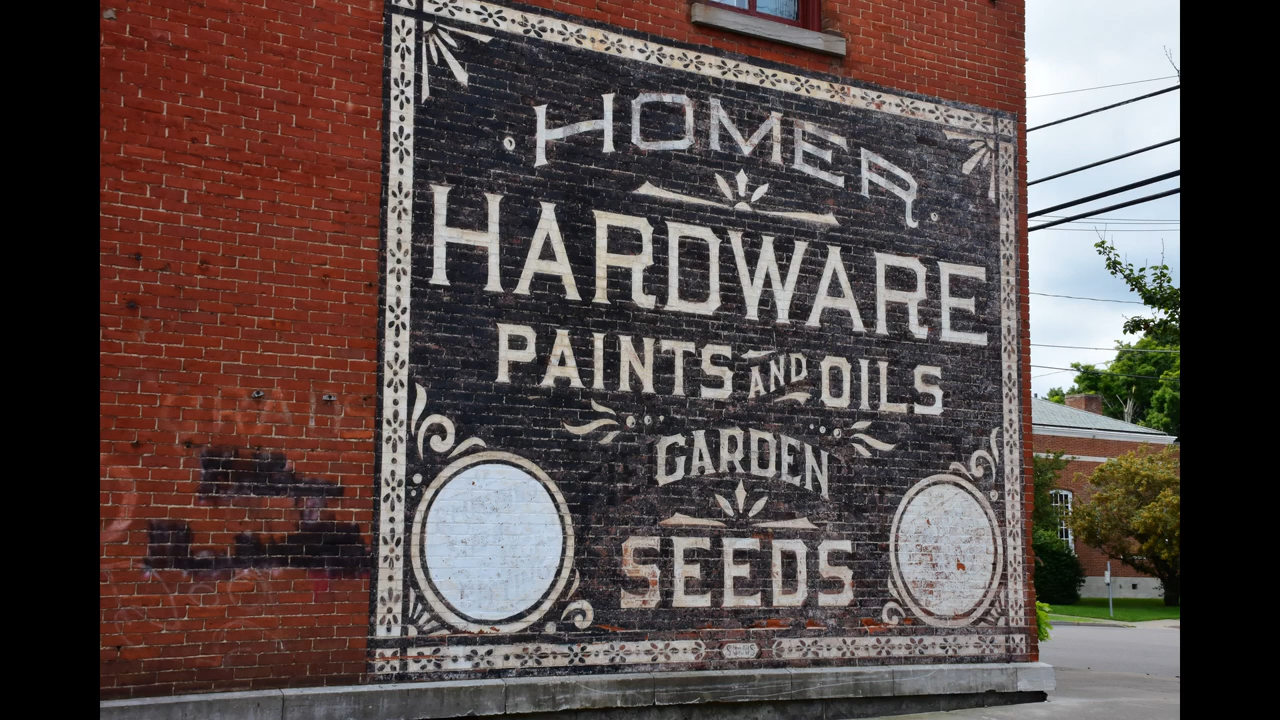 HOMER
HARDWARE
PAINTS AND OILS
GARDEN
SEEDS